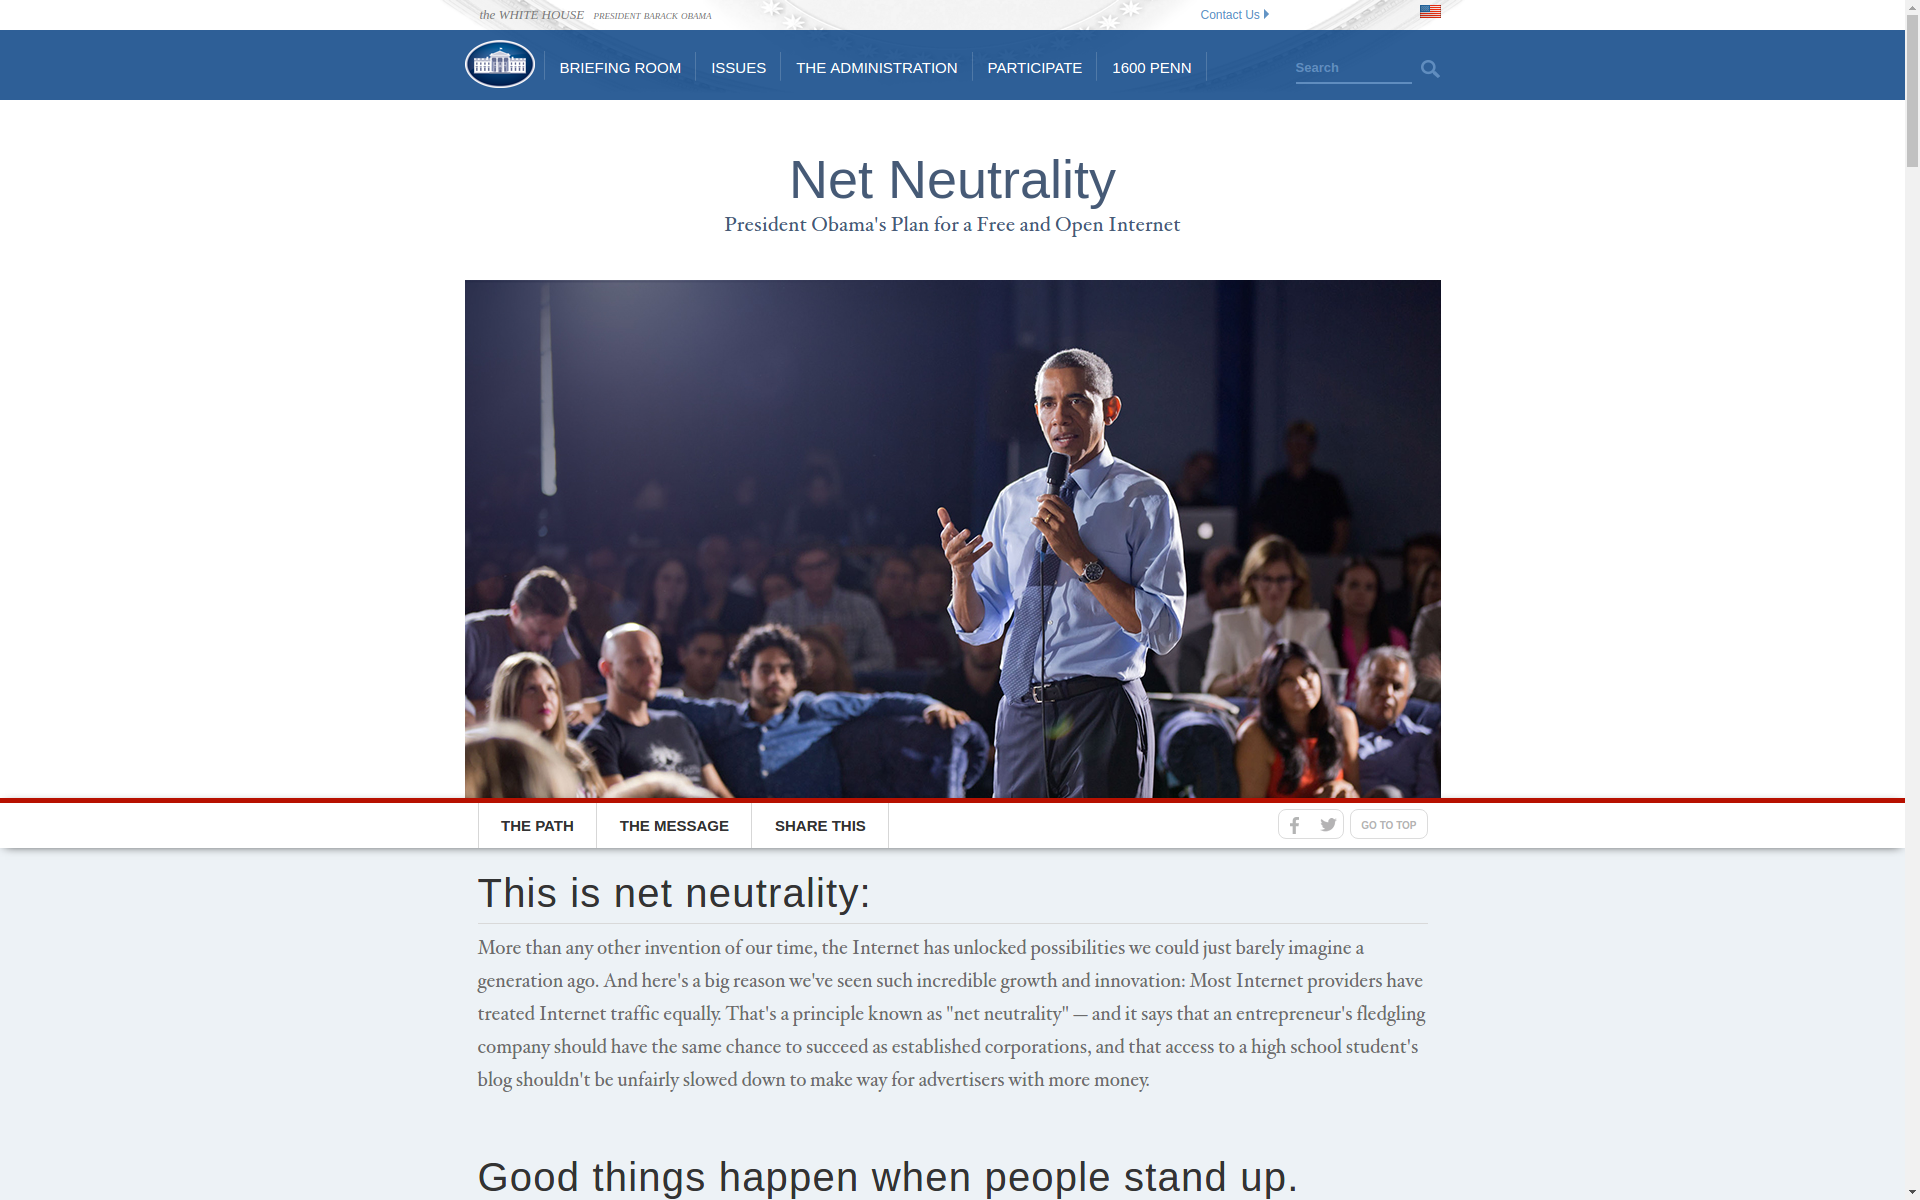 the WHITE HOUSE PRESIDENT BARACK OBAMA
Contact Us
BRIEFING ROOM
ISSUES
THE ADMINISTRATION
PARTICIPATE
1600 PENN
Search
Net Neutrality
President Obama's Plan for a Free and Open Internet
THE PATH
THE MESSAGE
SHARE THIS
GO TO TOP
This is net neutrality:
More than any other invention of our time, the Internet has unlocked possibilities we could just barely imagine a
generation ago. And here's a big reason we've seen such incredible growth and innovation: Most Internet providers have
treated Internet traffic equally. That's a principle known as "net neutrality" — and it says that an entrepreneur's fledgling
company should have the same chance to succeed as established corporations, and that access to a high school student's
blog shouldn't be unfairly slowed down to make way for advertisers with more money.
Good things happen when people stand up.